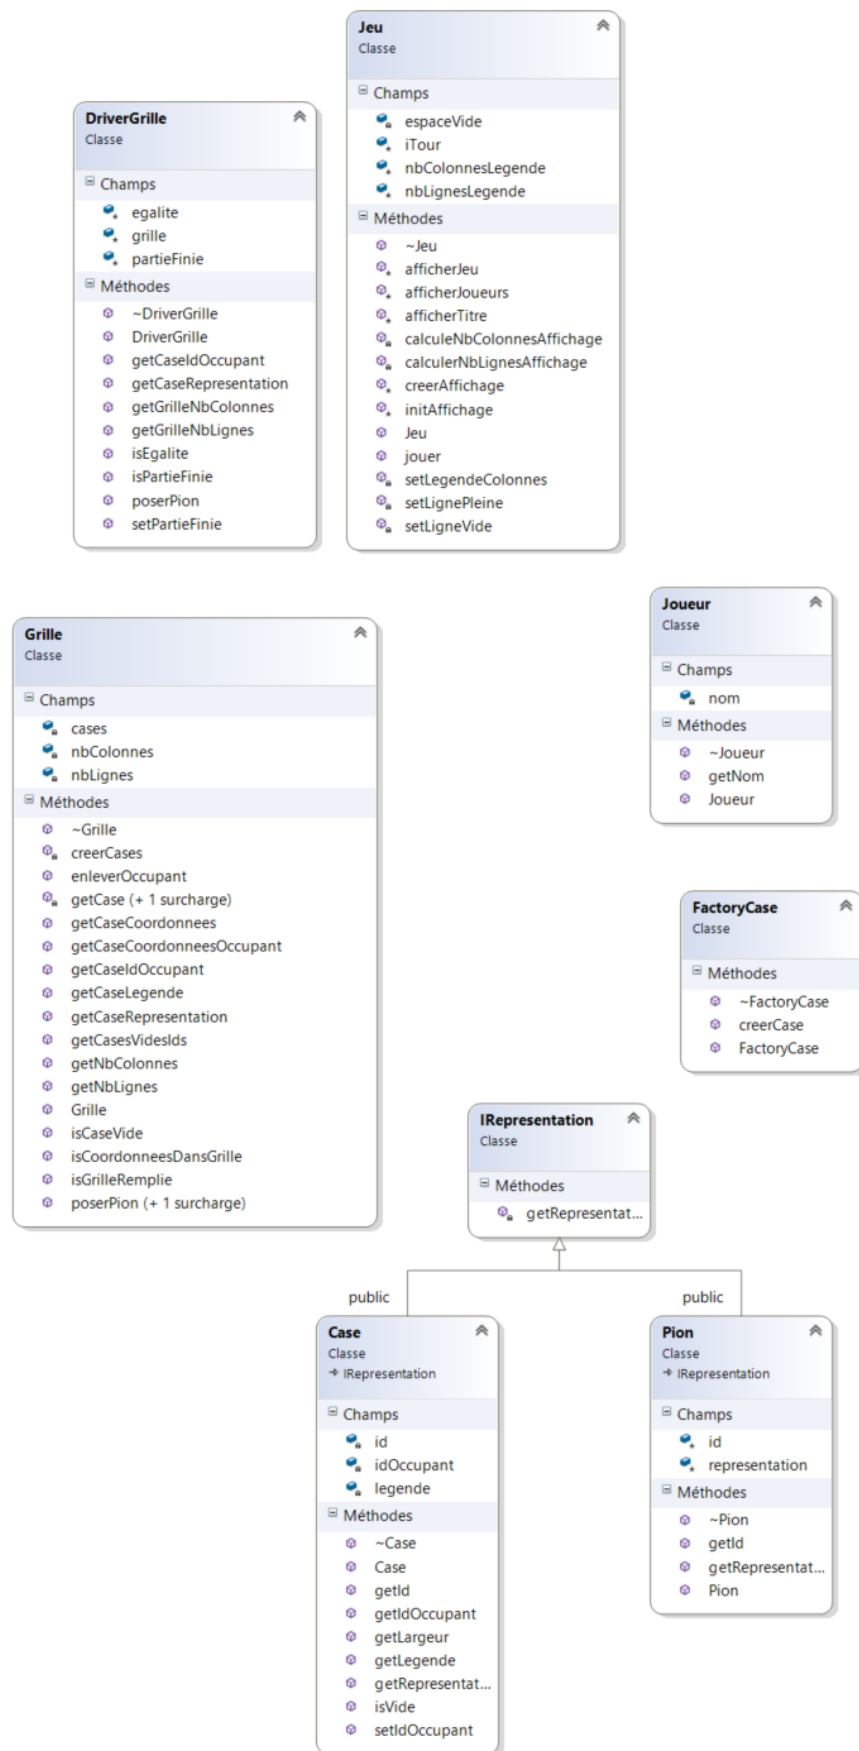 Jeu
Classe
Champs
espaceVide
iTour
nbColonnesLegende
nbLignesLegende
Méthodes
~Jeu
afficherJeu
afficherJoueurs
afficherTitre
calculeNbColonnesAffichage
calculerNbLignesAffichage
creerAffichage
initAffichage
Jeu
jouer
setLegendeColonnes
setLignePleine
setLigneVide
DriverGrille
Classe
Champs
egalite
grille
partieFinie
Méthodes
~DriverGrille
DriverGrille
getCaseIdOccupant
getCaseRepresentation
getGrilleNbColonnes
getGrilleNbLignes
isEgalite
isPartieFinie
poserPion
setPartieFinie
Joueur
Classe
Champs
nom
Méthodes
~Joueur
getNom
Joueur
Grille
Classe
Champs
cases
nbColonnes
nbLignes
Méthodes
~Grille
creerCases
enleverOccupant
getCase (+ 1 surcharge)
getCaseCoordonnees
getCaseCoordonneesOccupant
getCaseIdOccupant
getCaseLegende
getCaseRepresentation
getCasesVidesIds
getNbColonnes
getNbLignes
Grille
isCaseVide
isCoordonneesDansGrille
isGrilleRemplie
poserPion (+ 1 surcharge)
FactoryCase
Classe
Méthodes
~FactoryCase
creerCase
FactoryCase
IRepresentation
Classe
Méthodes
getRepresentat...
public
public
Case
Classe
IRepresentation
Champs
id
idOccupant
legende
Méthodes
~Case
Case
getId
getIdOccupant
getLargeur
getLegende
getRepresentat...
isVide
setIdOccupant
Pion
Classe
IRepresentation
Champs
id
representation
Méthodes
~Pion
getId
getRepresentat...
Pion